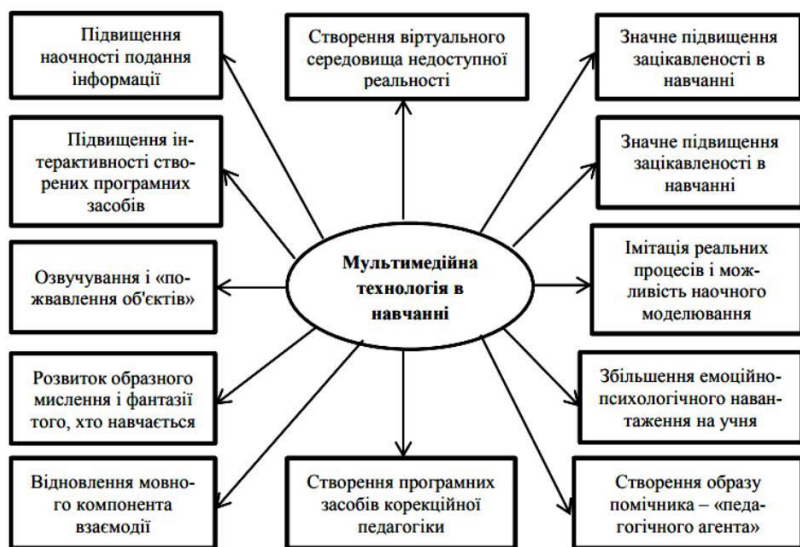 Підвищення
наочності подання
інформації
Створення віртуального
середовища недоступної
реальності
Значне підвищення
зацікавленості в
навчанні
Підвищення ін-
терактивності ство-
рених програмних
засобів
Значне підвищення
зацікавленості в
навчанні
Озвучування і «по-
жвавлення об'єктів»
Мультимедійна
технологія в
навчанні
Імітація реальних
процесів і мож-
ливість наочного
моделювання
Розвиток образного
мислення і фантазії
того, хто навчається
Збільшення емоційно-
психологічного наван-
таження на учня
Відновлення мовно-
го компонента
взаємодії
Створення програмних
засобів корекційної
педагогіки
Створення образу
помічника – «педа-
гогічного агента»